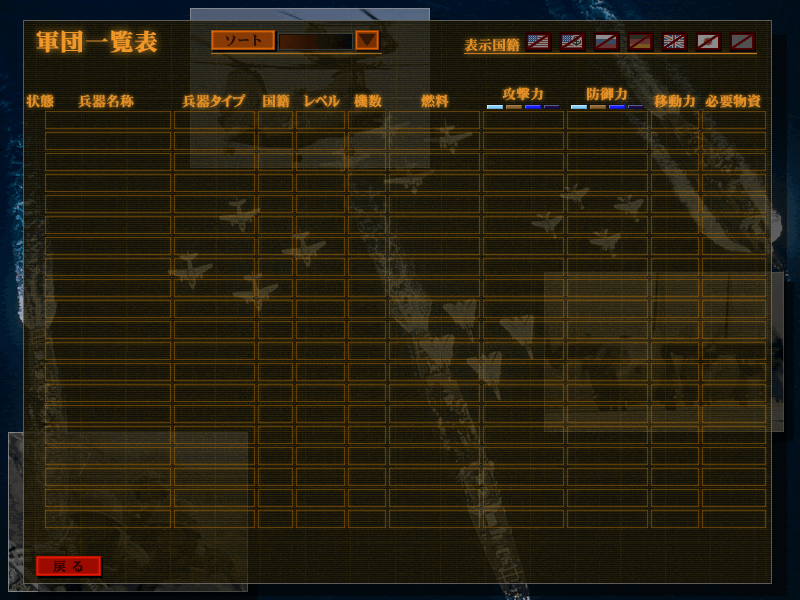 軍団一覧表
ソート
表示国籍
状態 兵器名称 兵器タイプ 国籍 レベル 機数 燃料 攻撃力 防御力 移動力 必要物資
戻る